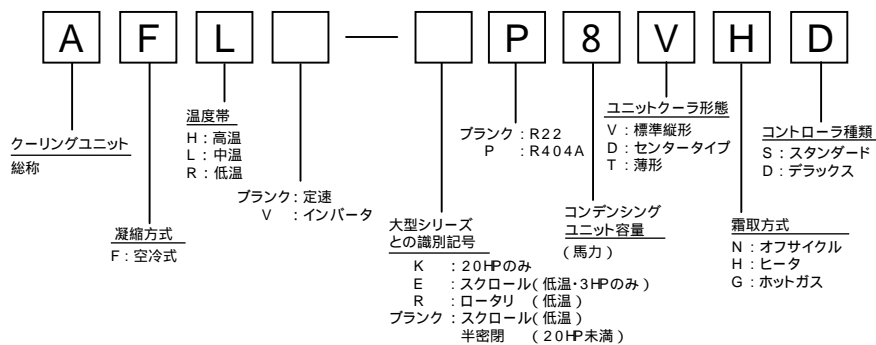 A F L — P 8 V H D
クーリングユニット
総称
凝縮方式
F：空冷式
温度帯
H：高温
L：中温
R：低温
ブランク：定速
V：インバータ
大型シリーズ
との識別記号
K：20HPのみ
E：スクロール（低温・3HPのみ）
R：ロータリ（低温）
ブランク：スクロール（低温）
半密閉（20HP未満）
ブランク：R22
P：R404A
コンデンシング
ユニット容量
（馬力）
ユニットクーラ形態
V：標準縦形
D：センタータイプ
T：薄形
霜取方式
N：オフサイクル
H：ヒータ
G：ホットガス
コントローラ種類
S：スタンダード
D：デラックス